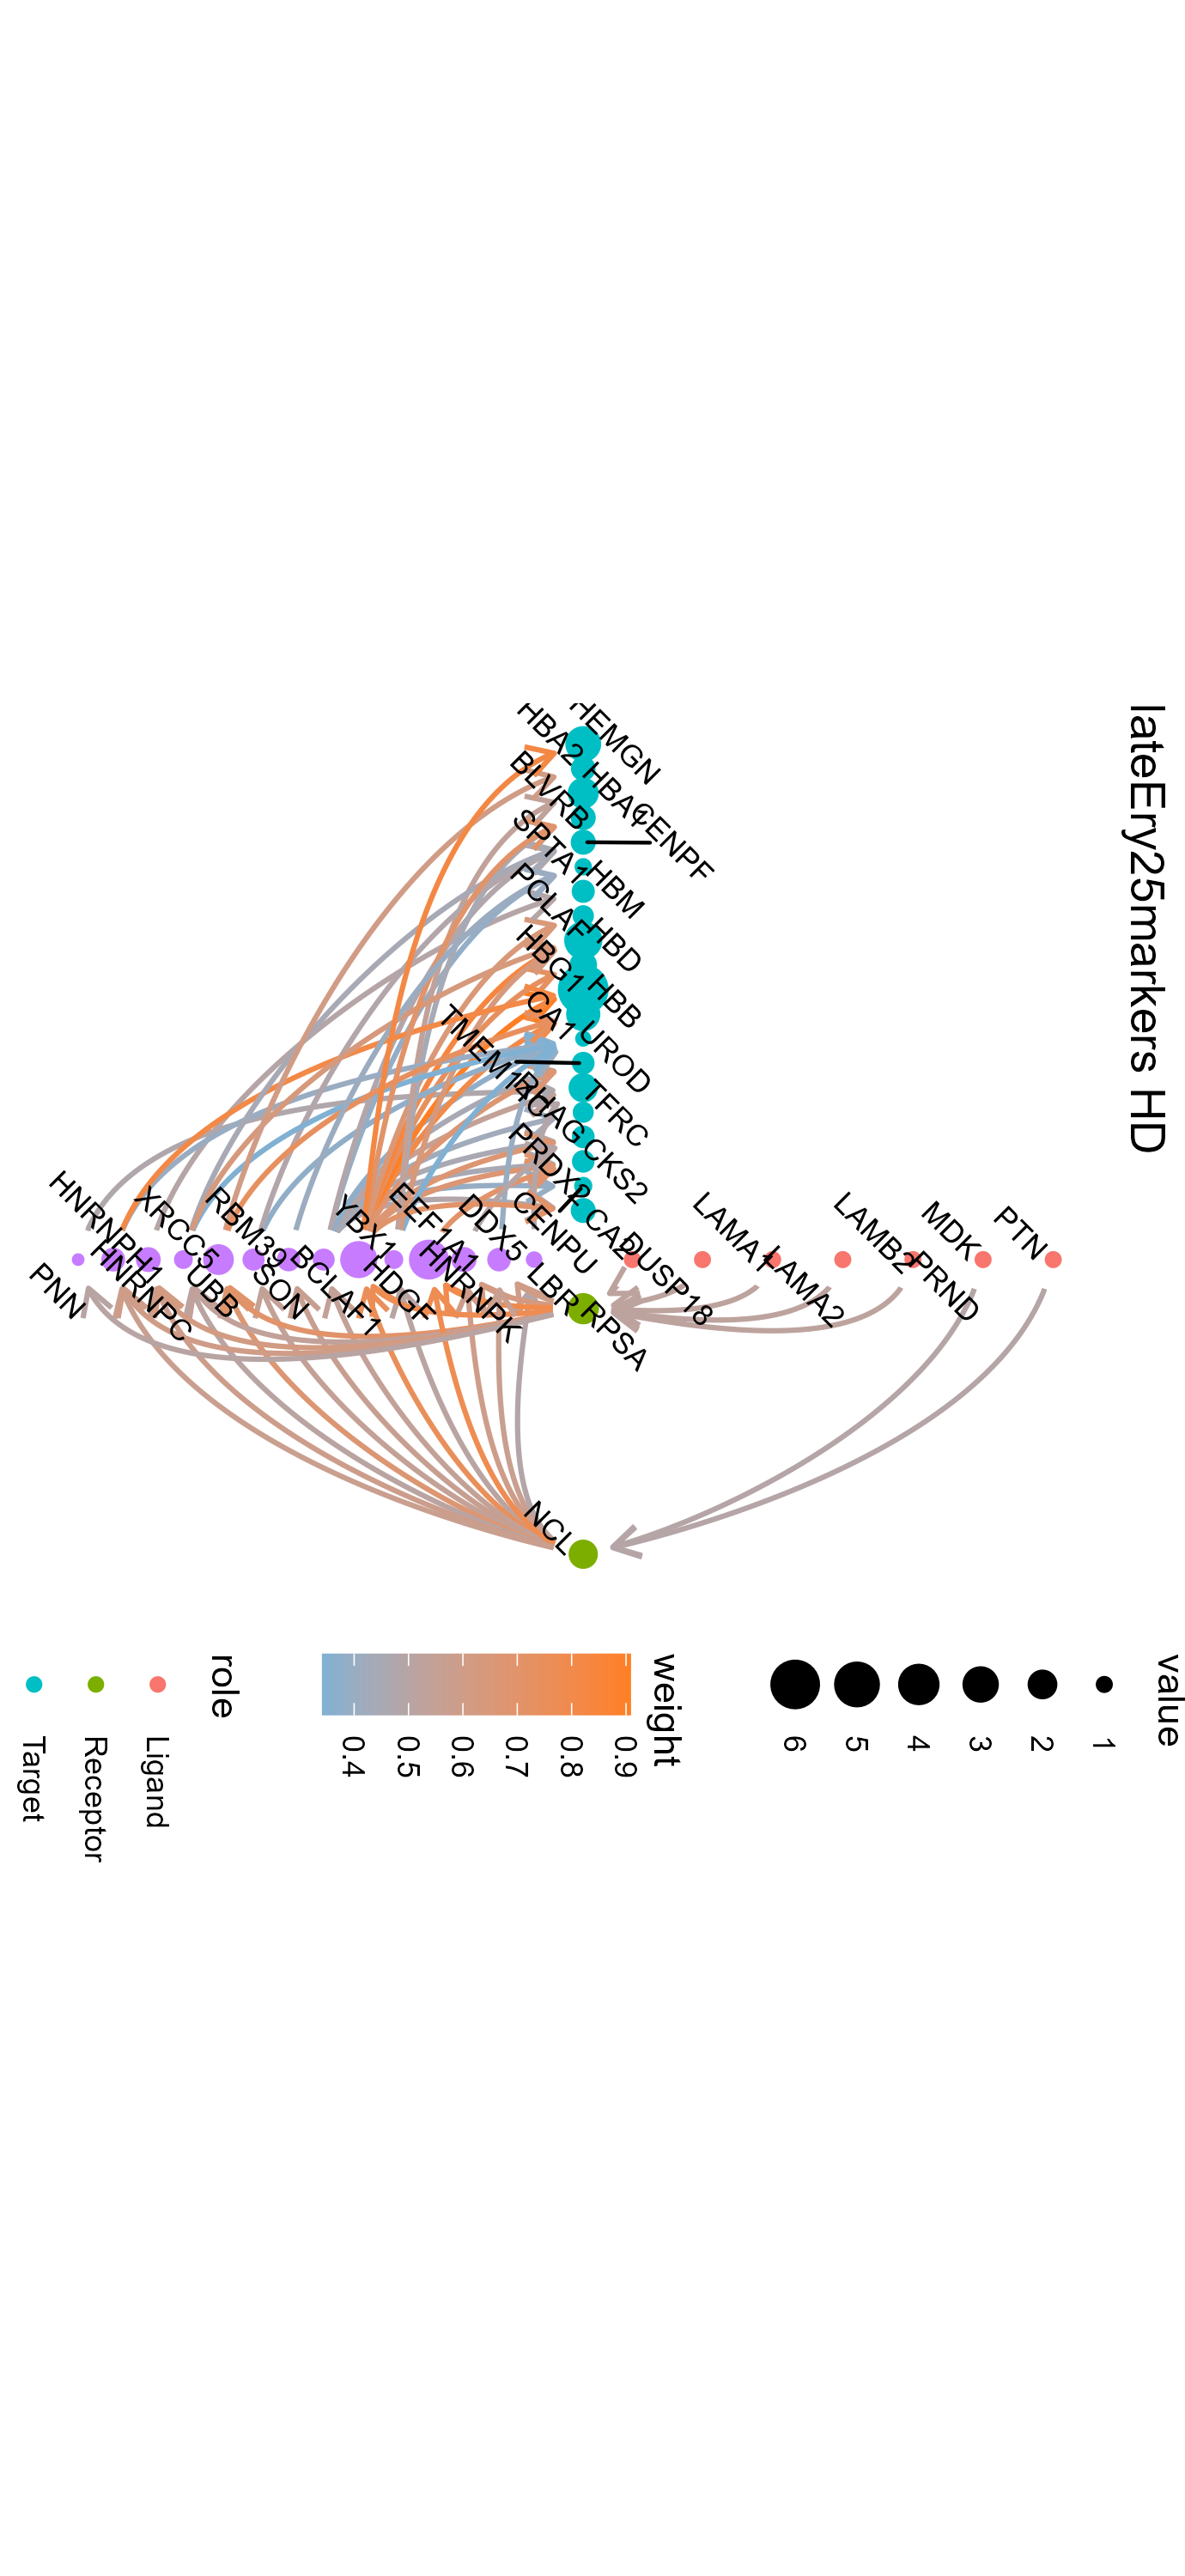 lateEry25markers HD
PTN
MDK
PRND
LAMB2
LAMA2
LAMA1
DUSP18
HEMGN
HBA2
HBA1
BLVRB
CENPF
SPTA1
HBM
PCLAF
HBD
HBG1
HBB
CA1
UROD
TMEM14C
TFRC
RHAG
CKS2
PRDX2
CA2
CENPU
RPSA
NCL
LBR
DDX5
HNRNPK
EEF1A1
HDGF
YBX1
BCLAF1
RBM39
SON
XRCC5
UBB
HNRNPH1
HNRNPC
PNN
value
1
2
3
4
5
6
weight
0.9
0.8
0.7
0.6
0.5
0.4
role
Ligand
Receptor
Target